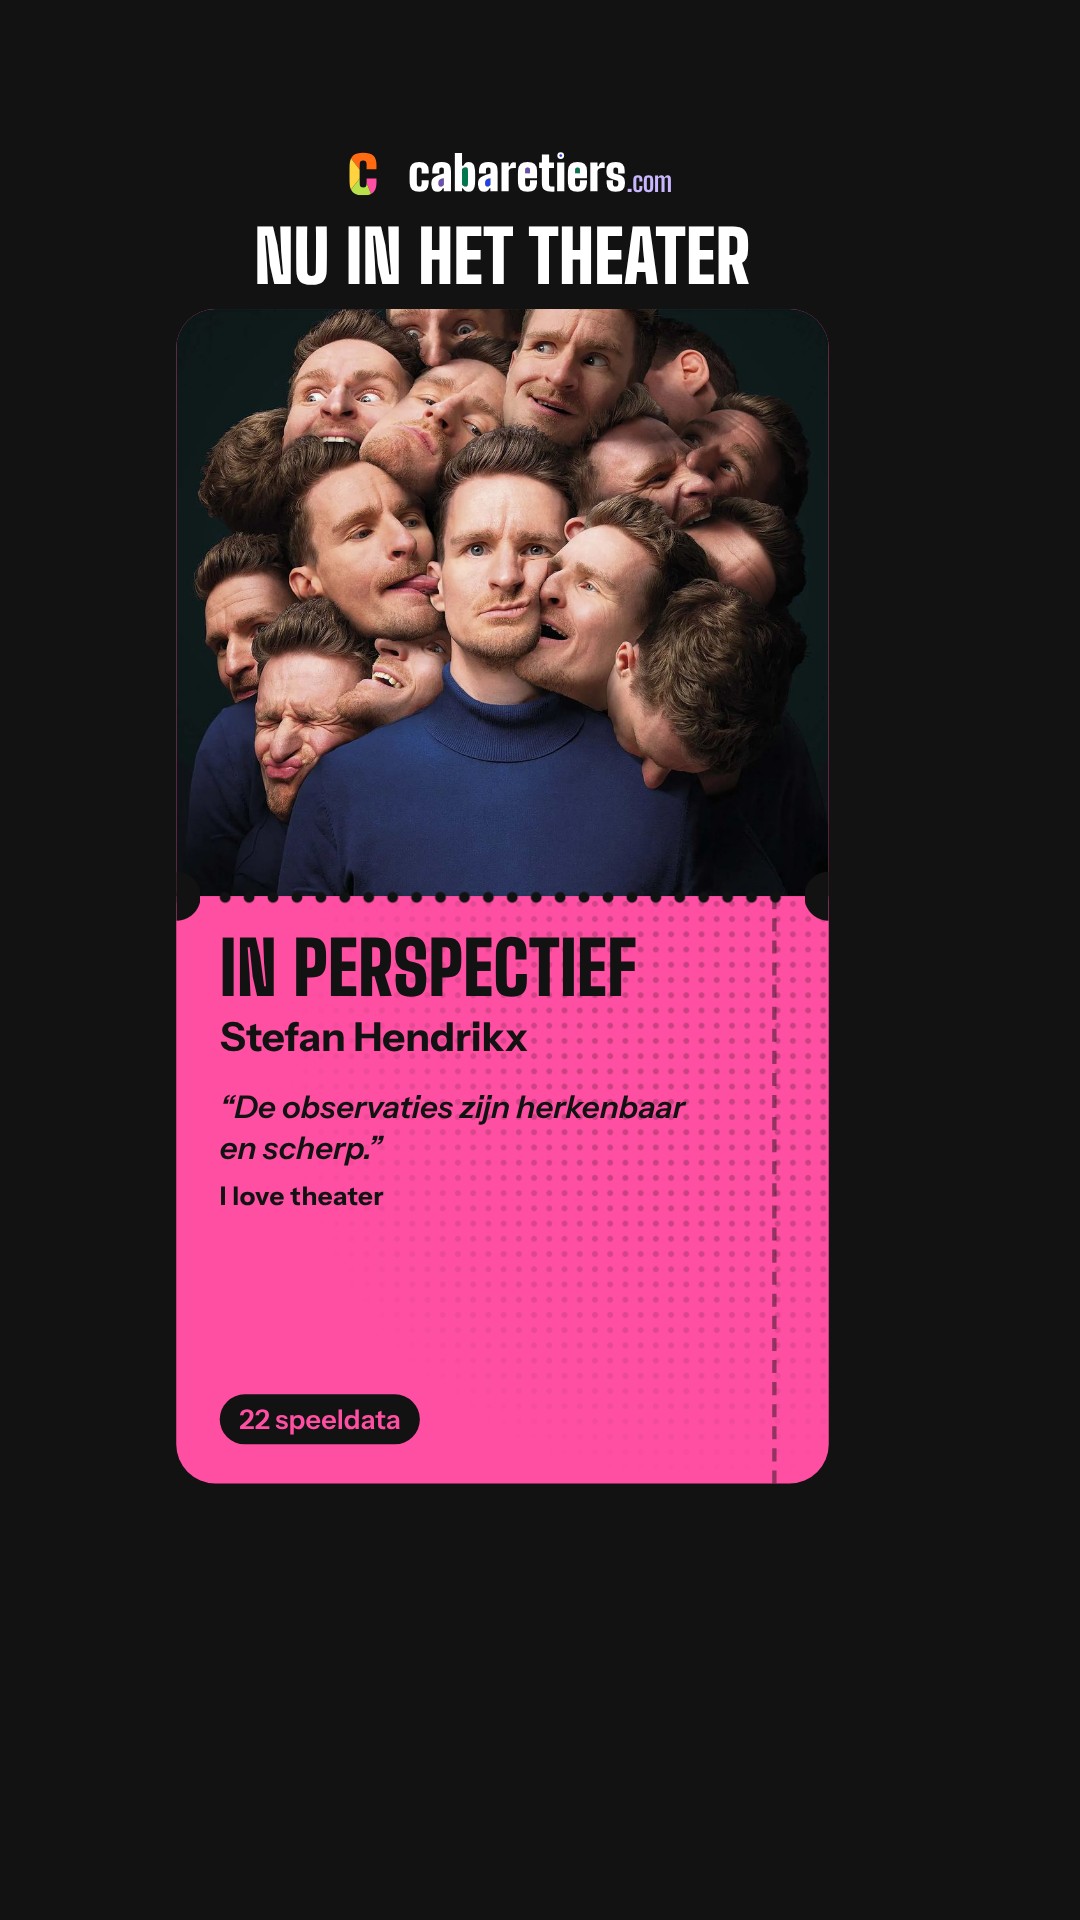 C cabaretiers.com
NU IN HET THEATER
IN PERSPECTIEF
Stefan Hendrikx
“De observaties zijn herkenbaar
en scherp.”
I love theater
22 speeldata